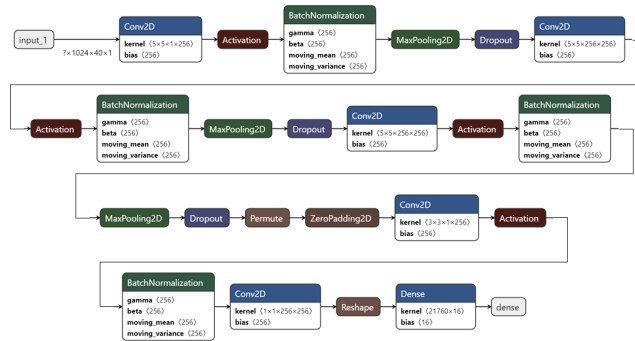 input_1
?×1024×40×1
Conv2D
kernel ⟨5×5×1×256⟩
bias ⟨256⟩
Activation
BatchNormalization
gamma ⟨256⟩
beta ⟨256⟩
moving_mean ⟨256⟩
moving_variance ⟨256⟩
MaxPooling2D
Dropout
Conv2D
kernel ⟨5×5×256×256⟩
bias ⟨256⟩
Activation
BatchNormalization
gamma ⟨256⟩
beta ⟨256⟩
moving_mean ⟨256⟩
moving_variance ⟨256⟩
MaxPooling2D
Dropout
Conv2D
kernel ⟨5×5×256×256⟩
bias ⟨256⟩
Activation
BatchNormalization
gamma ⟨256⟩
beta ⟨256⟩
moving_mean ⟨256⟩
moving_variance ⟨256⟩
MaxPooling2D
Dropout
Permute
ZeroPadding2D
Conv2D
kernel ⟨3×3×1×256⟩
bias ⟨256⟩
Activation
BatchNormalization
gamma ⟨256⟩
beta ⟨256⟩
moving_mean ⟨256⟩
moving_variance ⟨256⟩
Conv2D
kernel ⟨1×1×256×256⟩
bias ⟨256⟩
Reshape
Dense
kernel ⟨21760×16⟩
bias ⟨16⟩
dense